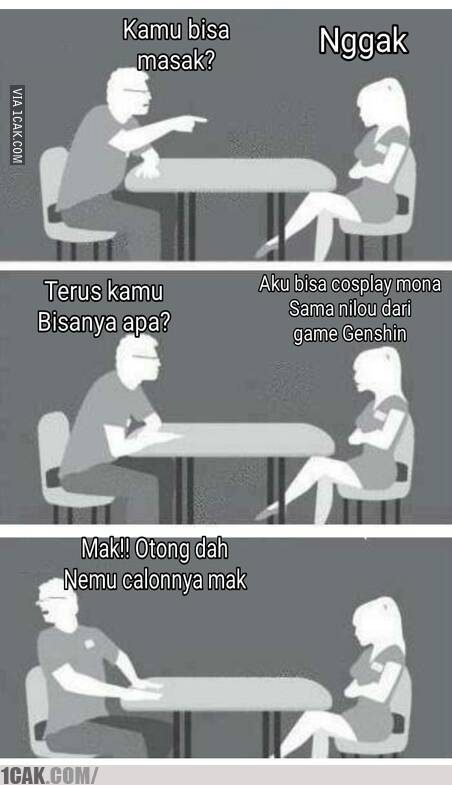 Kamu bisa
masak?
Nggak
VIA 1CAK.COM
Terus kamu
Bisanya apa?
Aku bisa cosplay mona
Sama nilou dari
game Genshin
Mak!! Otong dah
Nemu calonnya mak
1CAK.COM/